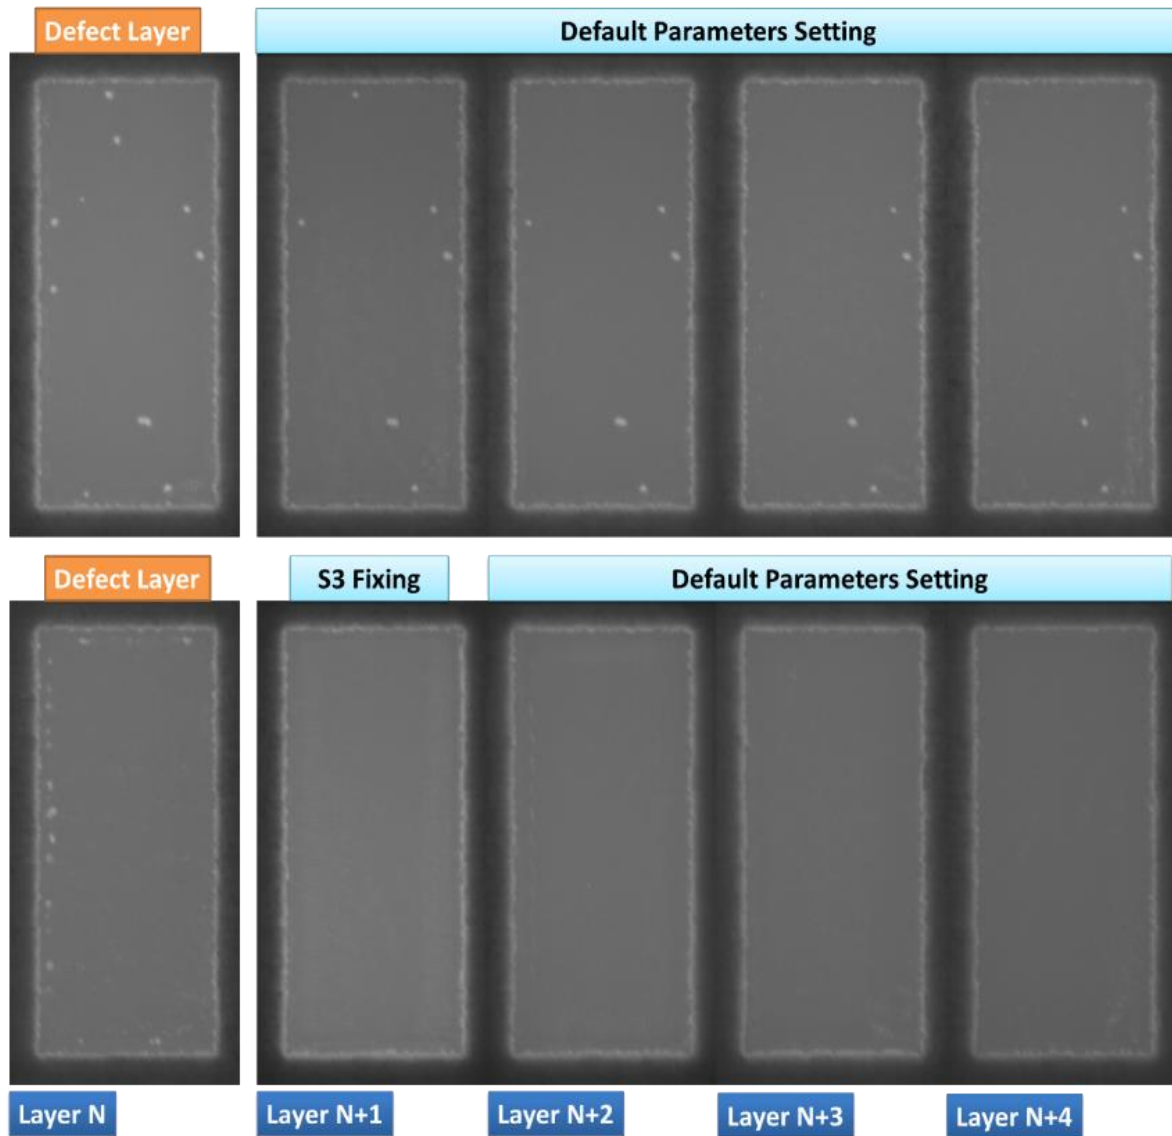 Defect Layer
Default Parameters Setting
Defect Layer
S3 Fixing
Default Parameters Setting
Layer N
Layer N+1
Layer N+2
Layer N+3
Layer N+4